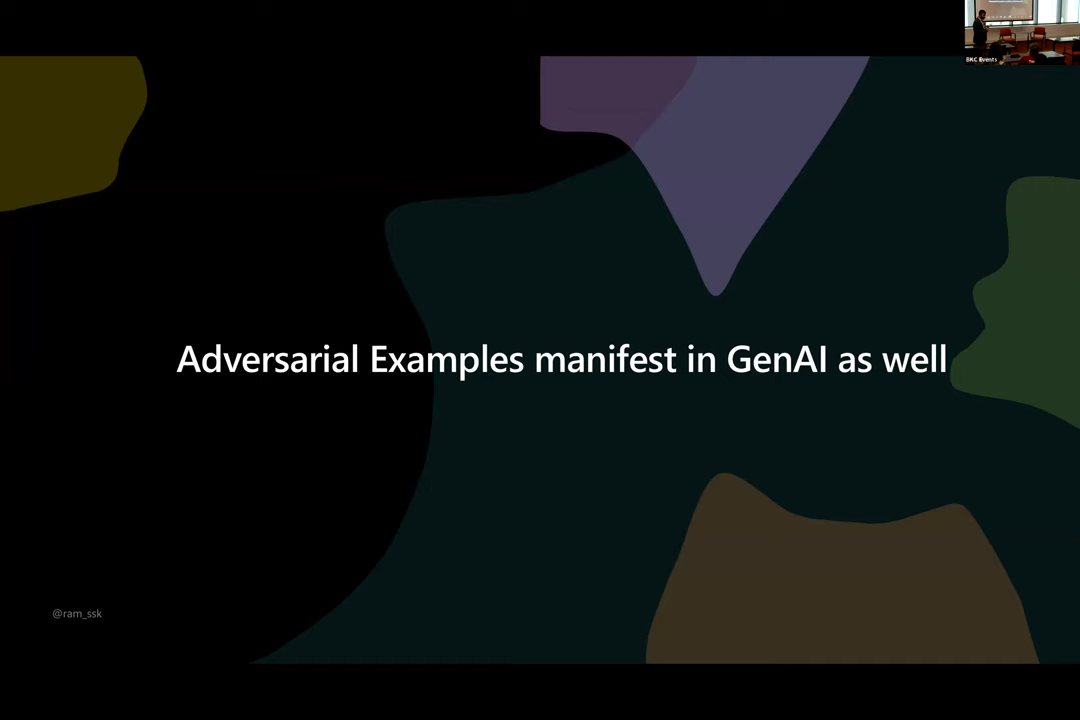 BKC Events
Adversarial Examples manifest in GenAI as well
@ram_ssk